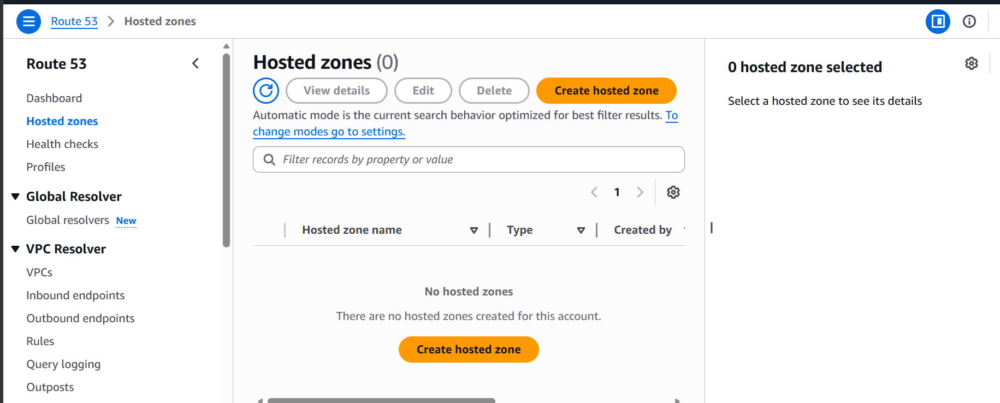 Route 53 > Hosted zones
Route 53
Dashboard
Hosted zones
Health checks
Profiles
Global Resolver
Global resolvers New
VPC Resolver
VPCs
Inbound endpoints
Outbound endpoints
Rules
Query logging
Outposts
Hosted zones (0)
View details
Edit
Delete
Create hosted zone
Automatic mode is the current search behavior optimized for best filter results. To
change modes go to settings.
Filter records by property or value
1
Hosted zone name
Type
Created by
No hosted zones
There are no hosted zones created for this account.
Create hosted zone
0 hosted zone selected
Select a hosted zone to see its details